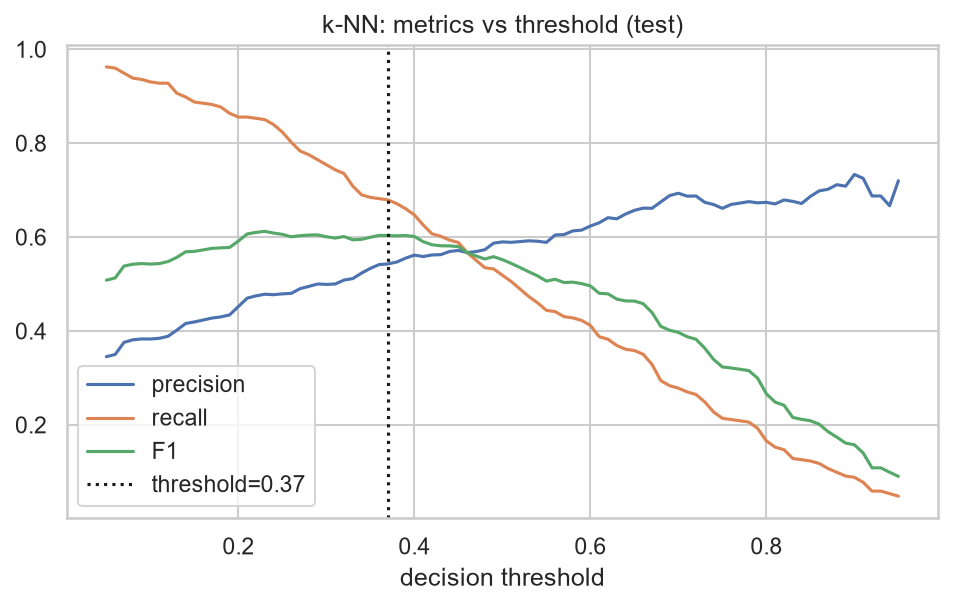 k-NN: metrics vs threshold (test)
1.0
0.8
0.6
0.4
0.2
precision
recall
F1
threshold=0.37
0.2 0.4 0.6 0.8
decision threshold